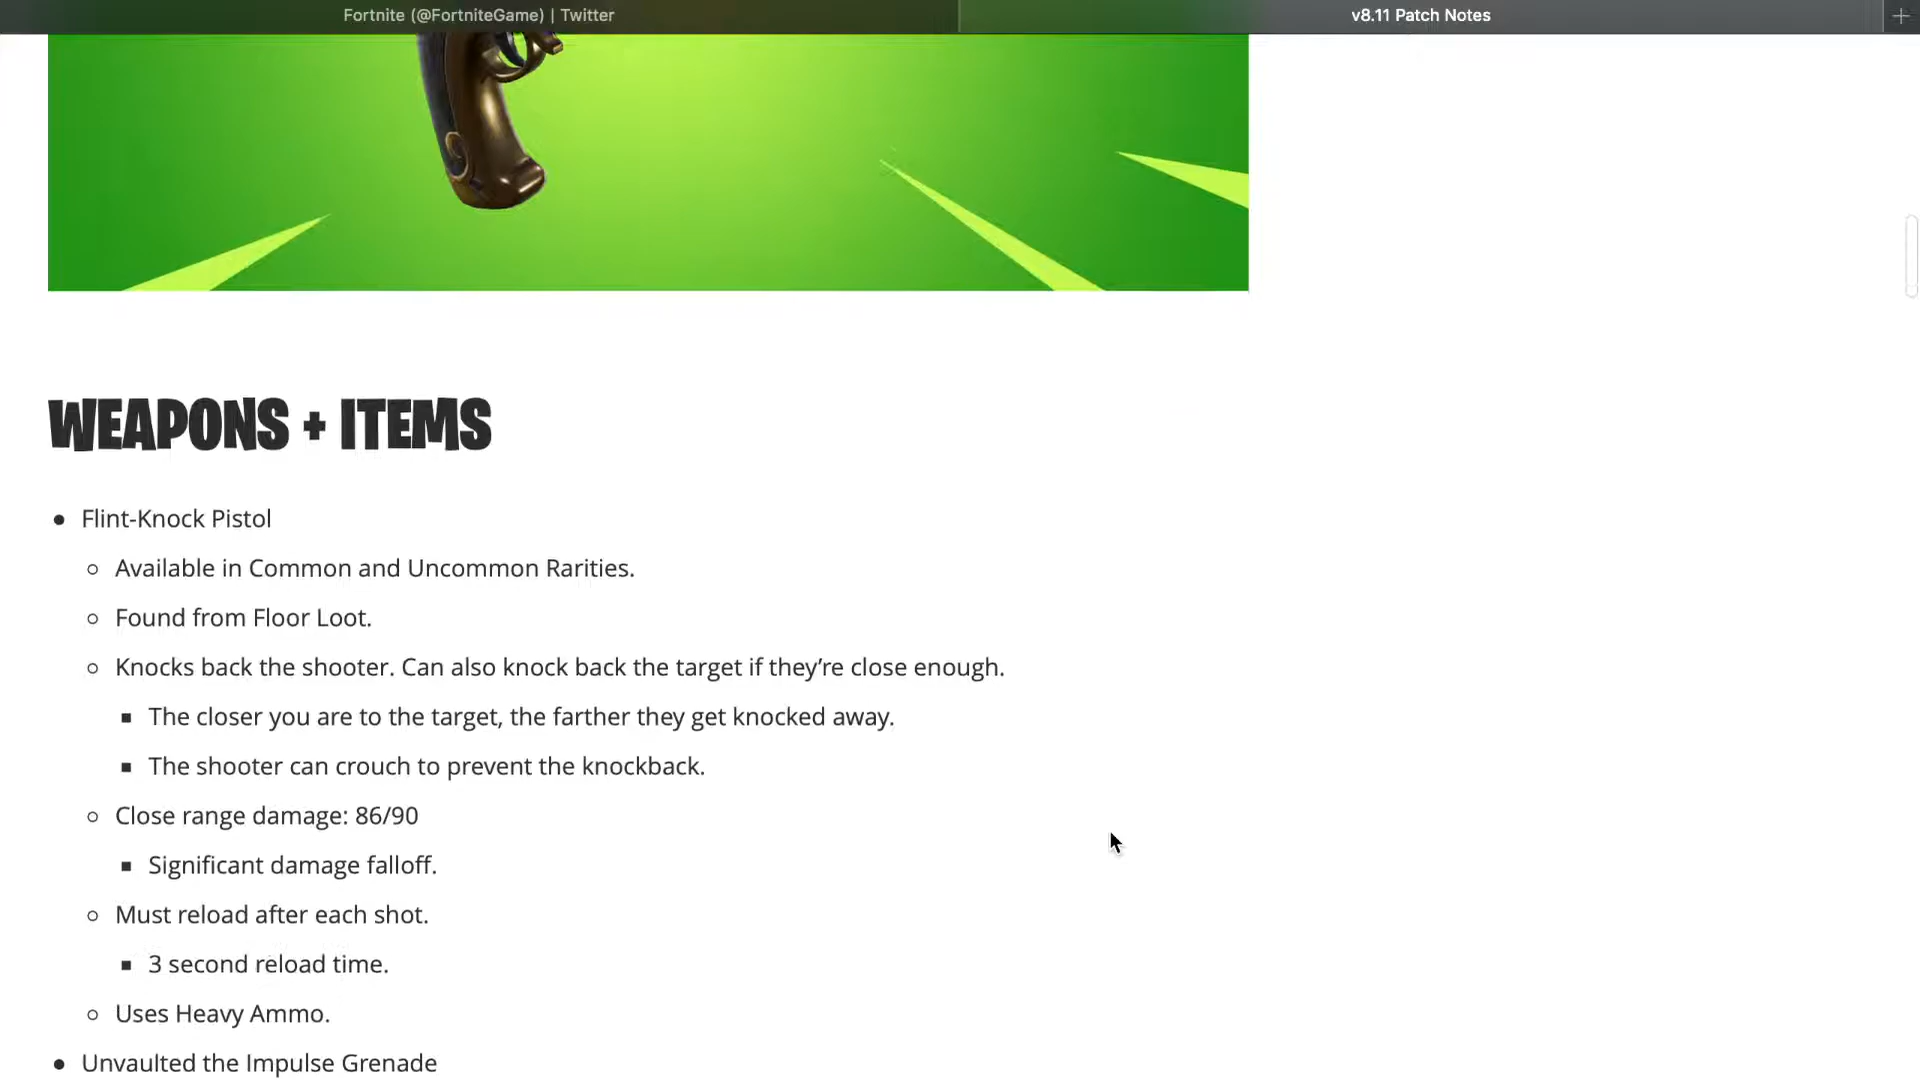 Fortnite (@FortniteGame) | Twitter
v8.11 Patch Notes
WEAPONS + ITEMS
Flint-Knock Pistol
Available in Common and Uncommon Rarities.
Found from Floor Loot.
Knocks back the shooter. Can also knock back the target if they’re close enough.
The closer you are to the target, the farther they get knocked away.
The shooter can crouch to prevent the knockback.
Close range damage: 86/90
Significant damage falloff.
Must reload after each shot.
3 second reload time.
Uses Heavy Ammo.
Unvaulted the Impulse Grenade